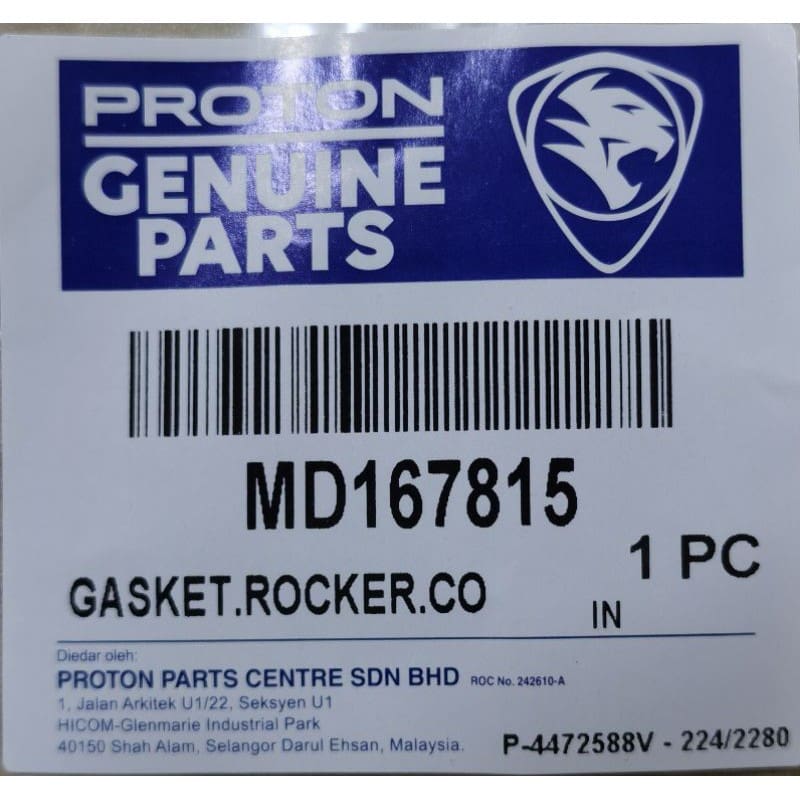 PROTON
GENUINE
PARTS
MD167815
1 PC
GASKET.ROCKER.CO
IN
Diedar oleh:
PROTON PARTS CENTRE SDN BHD ROC No. 242610-A
1, Jalan Arkitek U1/22, Seksyen U1
HICOM-Glenmarie Industrial Park
40150 Shah Alam, Selangor Darul Ehsan, Malaysia.
P-4472588V - 224/2280